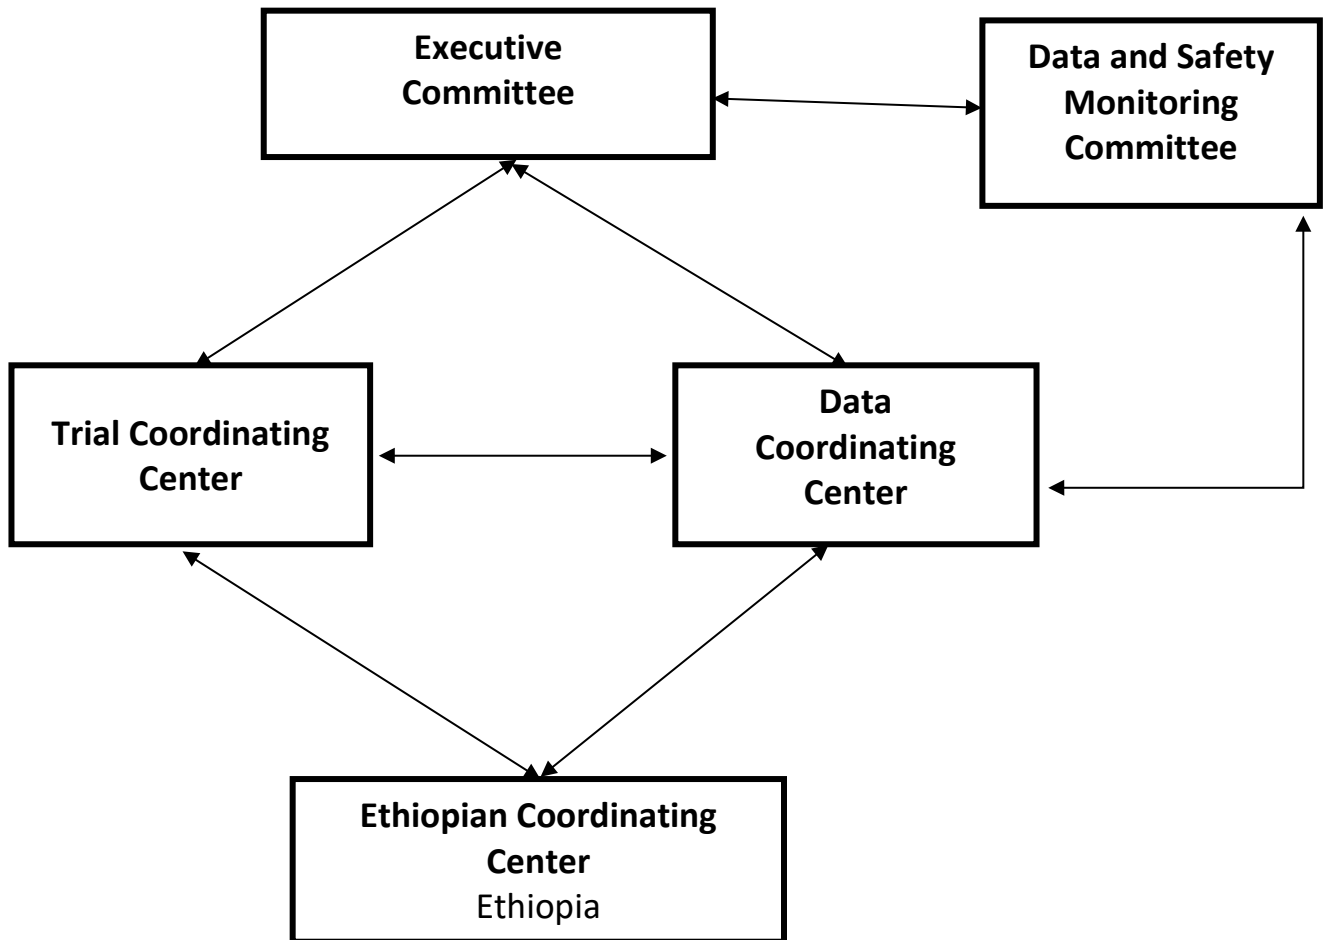 Executive
Committee
Data and Safety
Monitoring
Committee
Trial Coordinating
Center
Data
Coordinating
Center
Ethiopian Coordinating
Center
Ethiopia